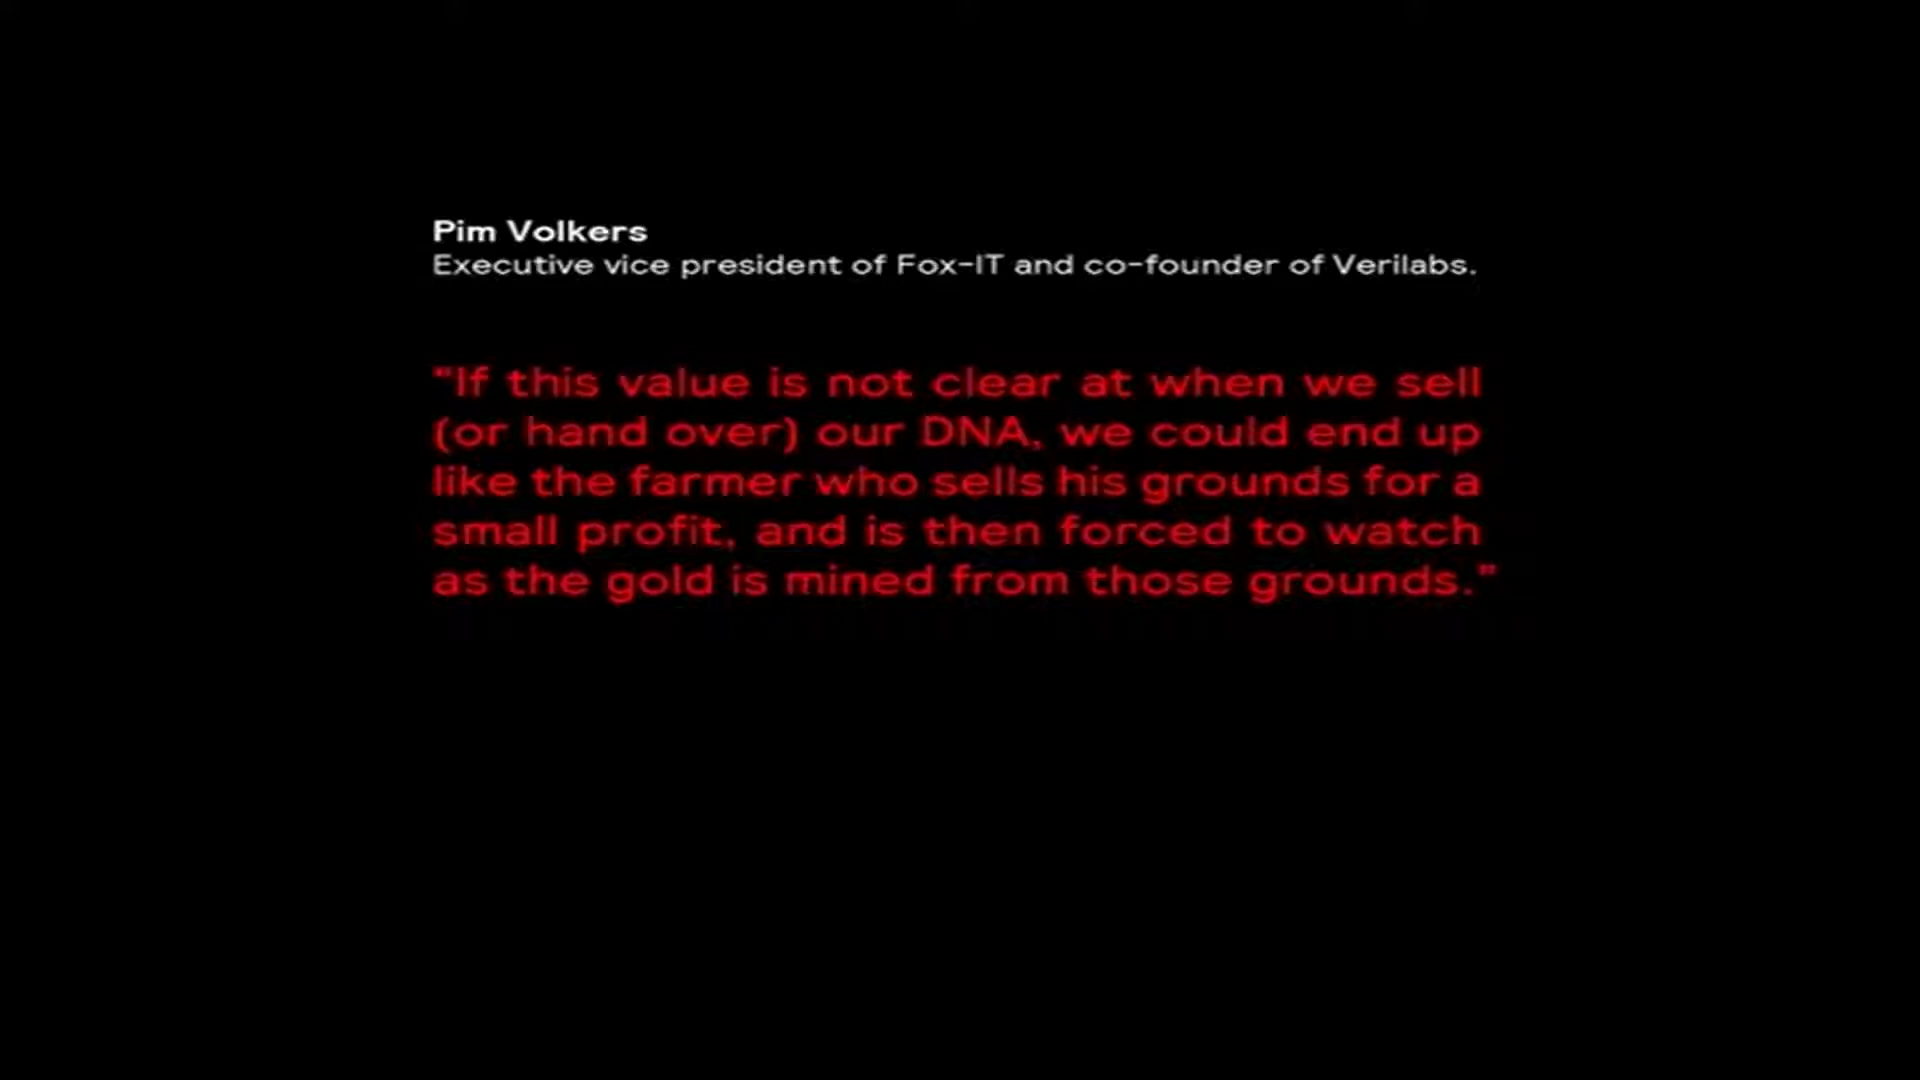 Pim Volkers
Executive vice president of Fox-IT and co-founder of Verilabs.
"If this value is not clear at when we sell
(or hand over) our DNA, we could end up
like the farmer who sells his grounds for a
small profit, and is then forced to watch
as the gold is mined from those grounds."